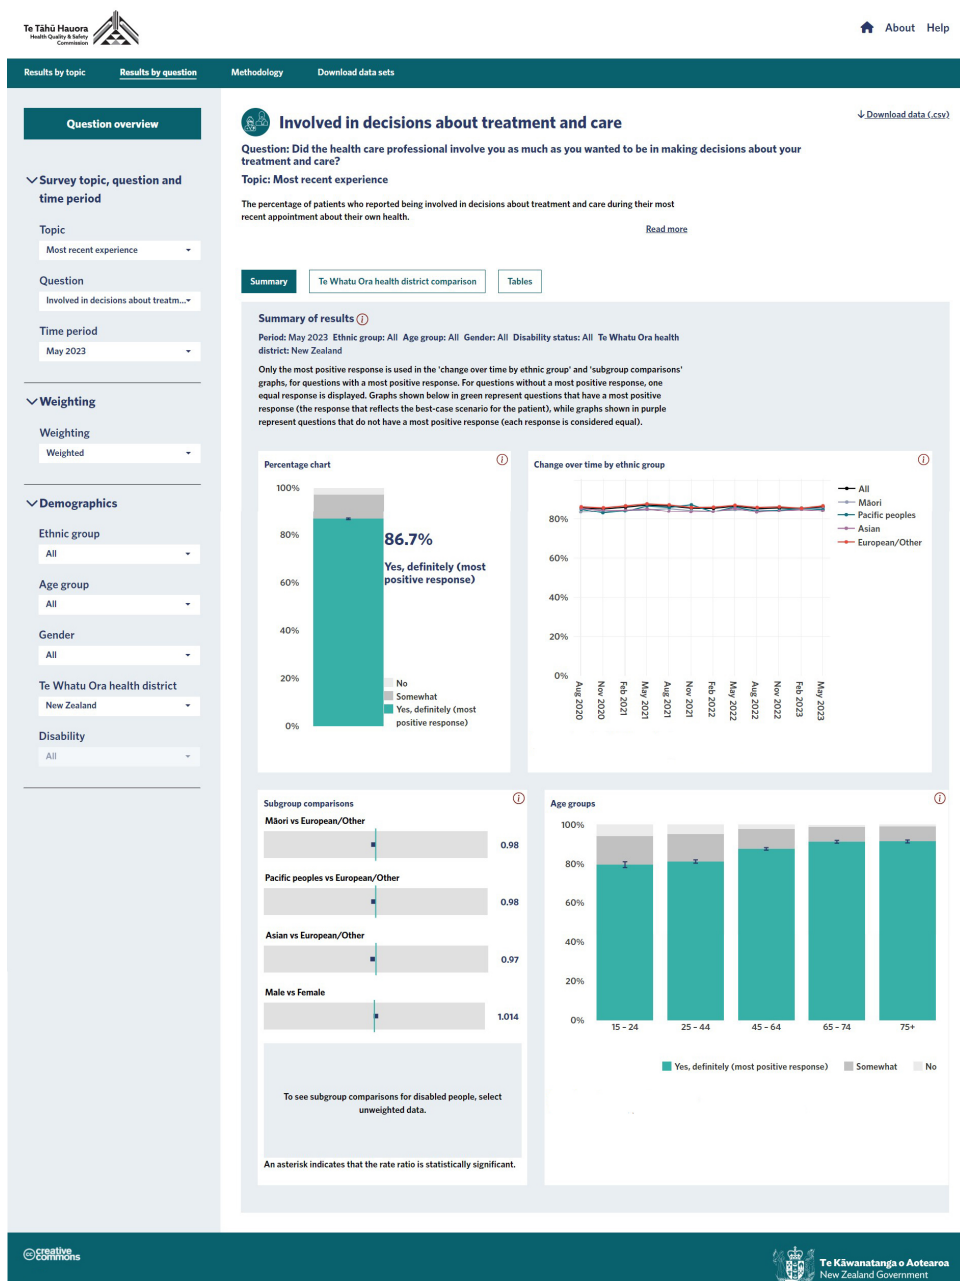 Te Tāhū Hauora
Health Quality & Safety
Commission
About Help
Results by topic Results by question Methodology Download data sets
Question overview
Survey topic, question and
time period
Topic
Most recent experience
Question
Involved in decisions about treatm...
Time period
May 2023
Weighting
Weighting
Weighted
Demographics
Ethnic group
All
Age group
All
Gender
All
Te Whatu Ora health district
New Zealand
Disability
All
Involved in decisions about treatment and care
Download data (.csv)
Question: Did the health care professional involve you as much as you wanted to be in making decisions about your
treatment and care?
Topic: Most recent experience
The percentage of patients who reported being involved in decisions about treatment and care during their most
recent appointment about their own health.
Read more
Summary Te Whatu Ora health district comparison Tables
Summary of results
Period: May 2023 Ethnic group: All Age group: All Gender: All Disability status: All Te Whatu Ora health
district: New Zealand
Only the most positive response is used in the 'change over time by ethnic group' and 'subgroup comparisons'
graphs, for questions with a most positive response. For questions without a most positive response, one
equal response is displayed. Graphs shown below in green represent questions that have a most positive
response (the response that reflects the best-case scenario for the patient), while graphs shown in purple
represent questions that do not have a most positive response (each response is considered equal).
Percentage chart
100%
80%
60%
40%
20%
0%
86.7%
Yes, definitely (most
positive response)
No
Somewhat
Yes, definitely (most
positive response)
Change over time by ethnic group
80%
60%
40%
20%
0%
Aug 2020
Nov 2020
Feb 2021
May 2021
Aug 2021
Nov 2021
Feb 2022
May 2022
Aug 2022
Nov 2022
Feb 2023
May 2023
All
Māori
Pacific peoples
Asian
European/Other
Subgroup comparisons
Māori vs European/Other
0.98
Pacific peoples vs European/Other
0.98
Asian vs European/Other
0.97
Male vs Female
1.014
To see subgroup comparisons for disabled people, select
unweighted data.
An asterisk indicates that the rate ratio is statistically significant.
Age groups
100%
80%
60%
40%
20%
0%
15 – 24 25 – 44 45 – 64 65 – 74 75+
Yes, definitely (most positive response) Somewhat No
cc creative
commons
Te Kāwanatanga o Aotearoa
New Zealand Government